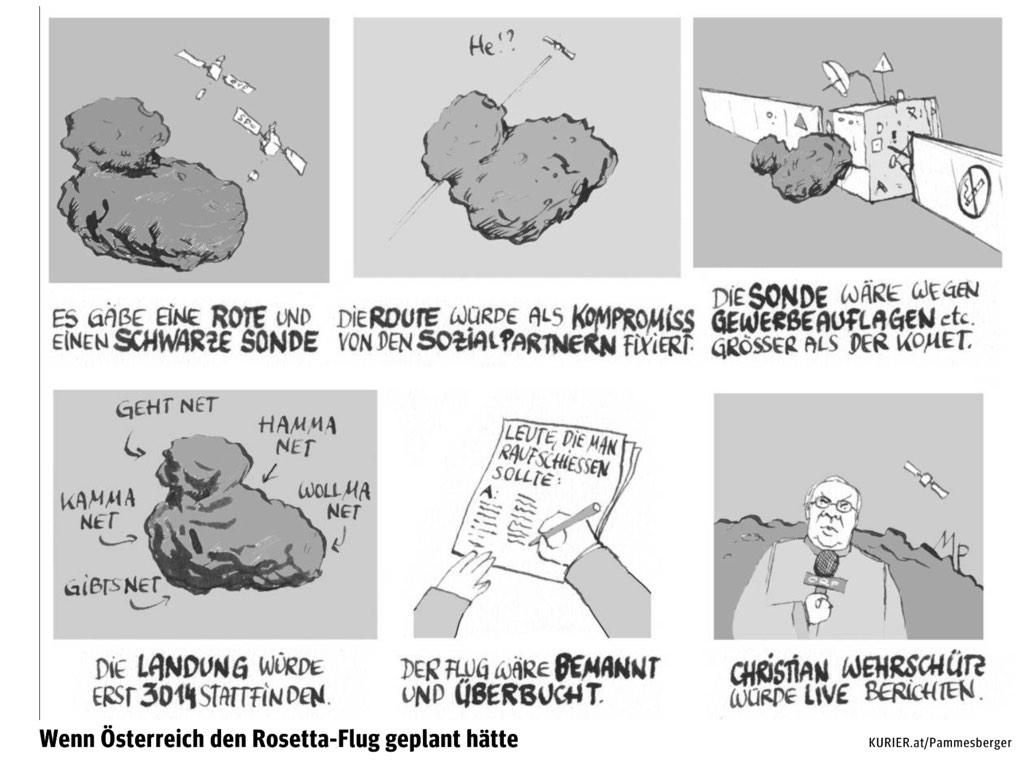 ÖVP
SPÖ
ES GÄBE EINE ROTE UND
EINEN SCHWARZE SONDE
He!?
DIE ROUTE WÜRDE ALS KOMPROMISS
VON DEN SOZIALPARTNERN FIXIERT.
DIE SONDE WÄRE WEGEN
GEWERBEAUFLAGEN etc.
GRÖSSER ALS DER KOMET.
GEHT NET
HAMMA
NET
KAMMA
NET
WOLLMA
NET
GIBTS NET
DIE LANDUNG WÜRDE
ERST 3014 STATTFINDEN.
LEUTE, DIE MAN
RAUFSCHIESSEN
SOLLTE:
A:
DER FLUG WÄRE BEMANNT
UND ÜBERBUCHT.
ORF
MP
CHRISTIAN WEHRSCHÜTZ
WÜRDE LIVE BERICHTEN.
Wenn Österreich den Rosetta-Flug geplant hätte
KURIER.at/Pammesberger